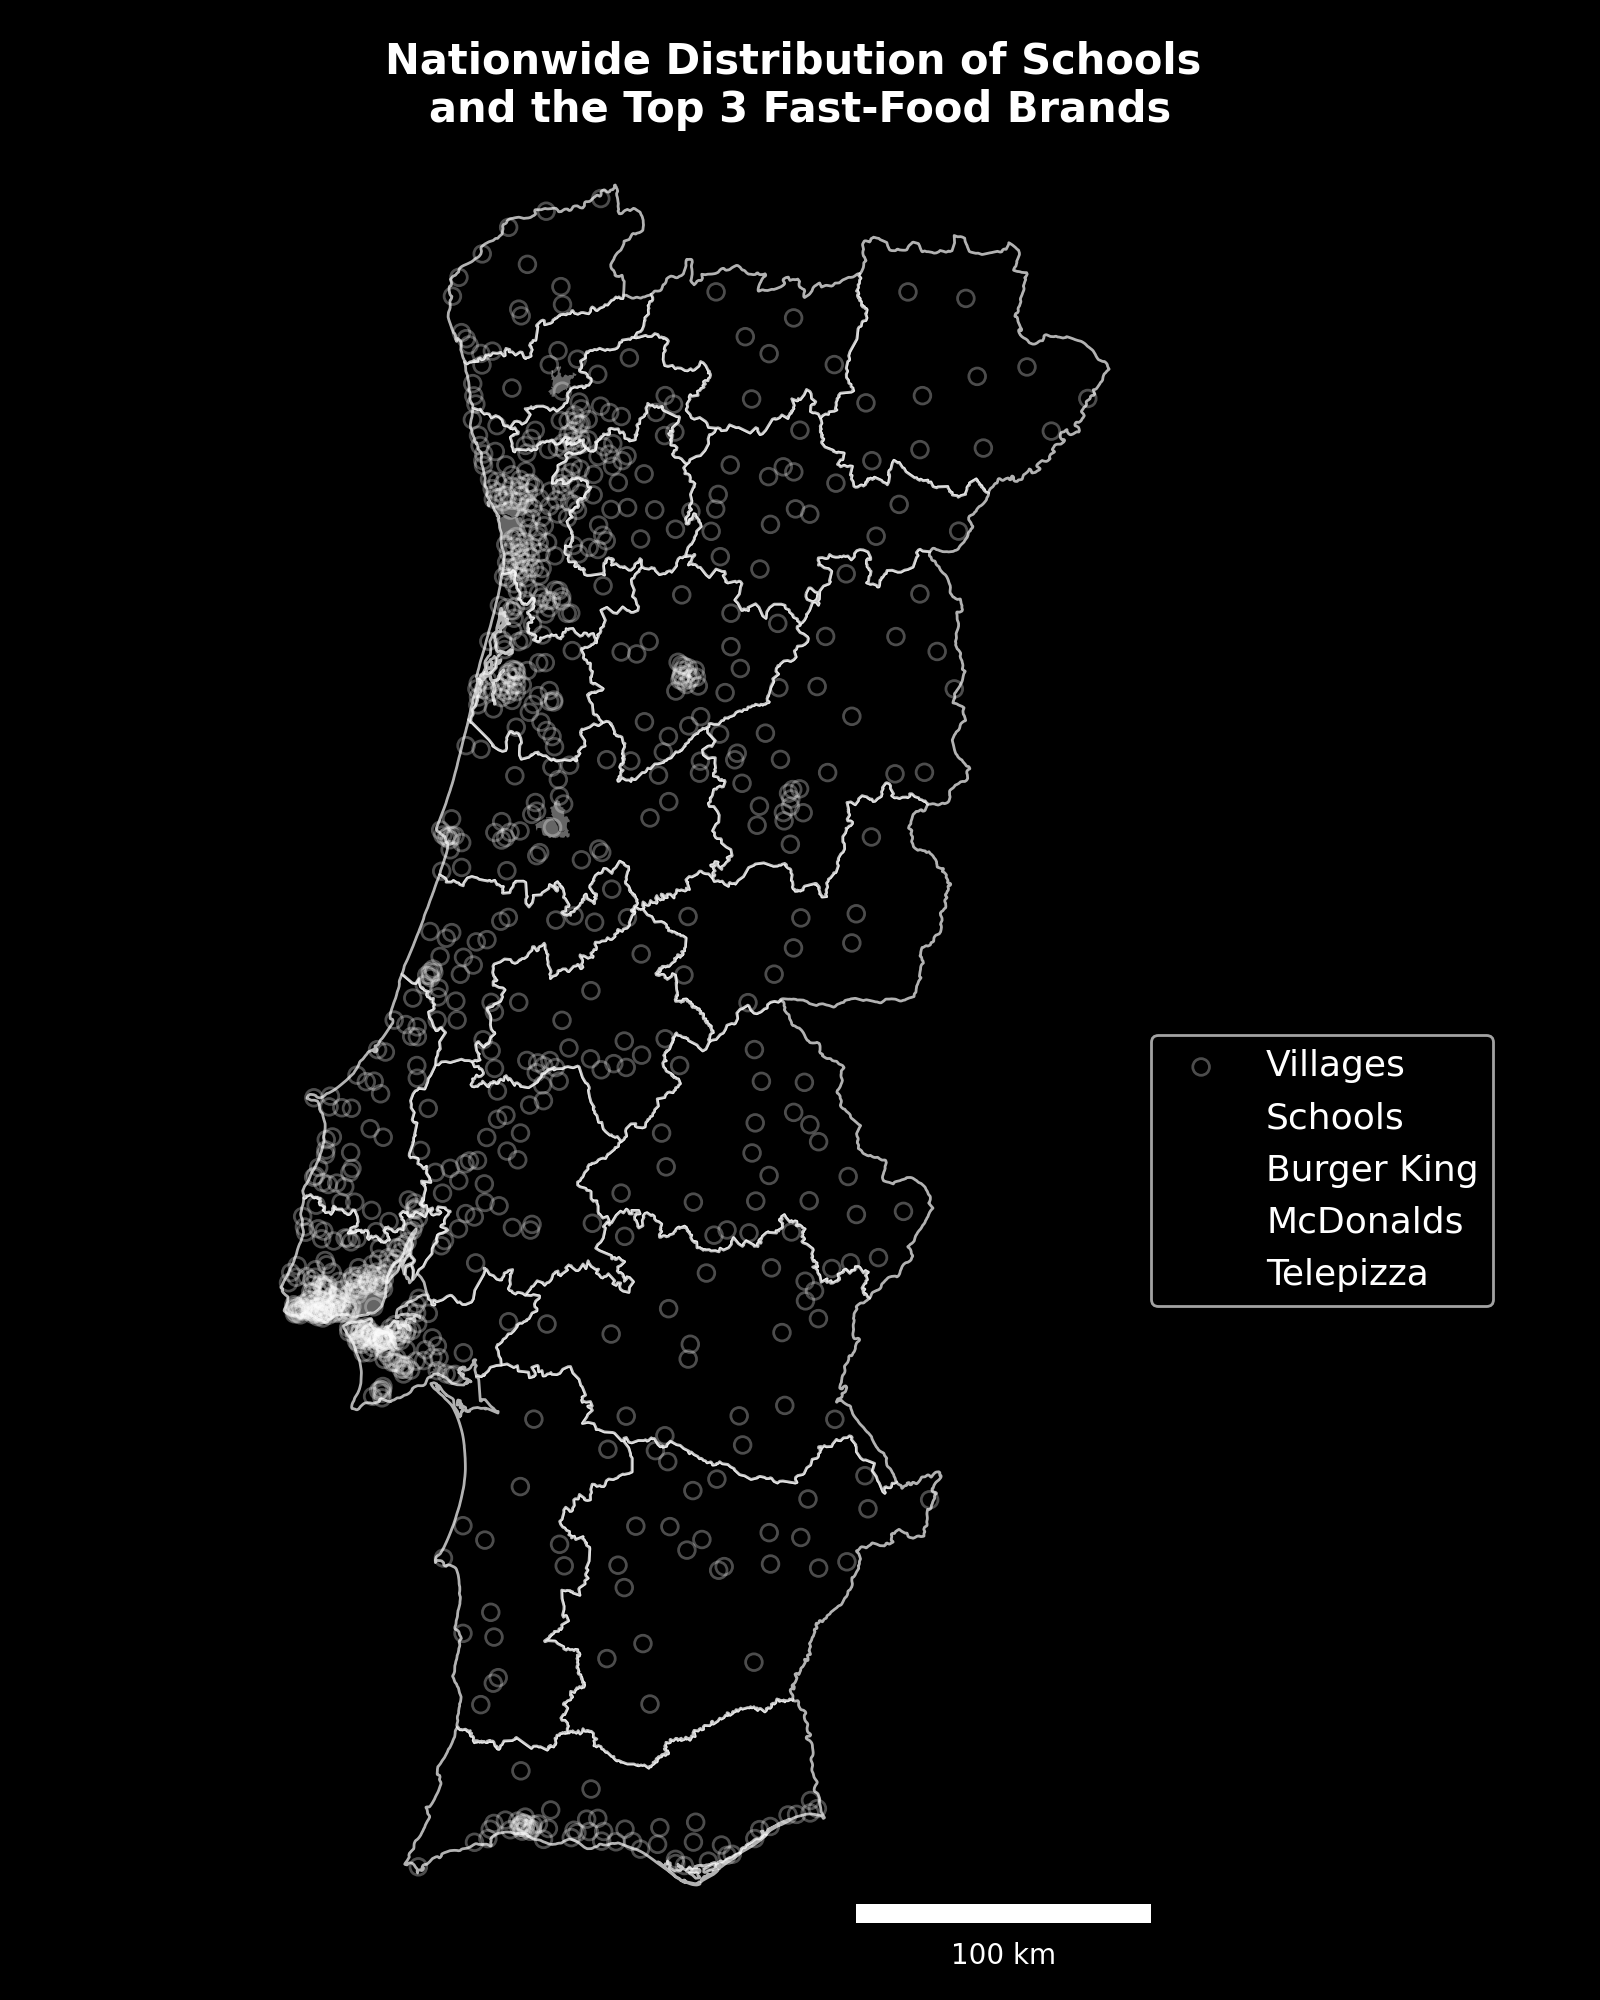 Nationwide Distribution of Schools
and the Top 3 Fast-Food Brands
Villages
Schools
Burger King
McDonalds
Telepizza
100 km